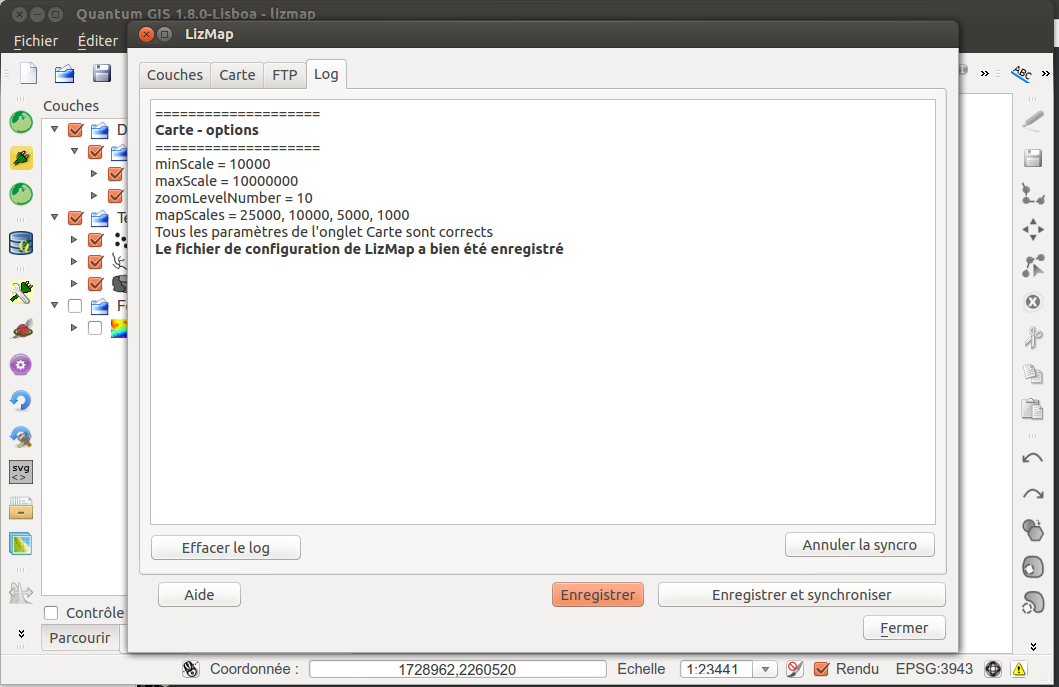 Quantum GIS 1.8.0-Lisboa - lizmap
Fichier Éditer
LizMap
Couches Carte FTP Log
ABC
Couches
====================
Carte - options
====================
minScale = 10000
maxScale = 10000000
zoomLevelNumber = 10
mapScales = 25000, 10000, 5000, 1000
Tous les paramètres de l'onglet Carte sont corrects
Le fichier de configuration de LizMap a bien été enregistré
D
Te
svg
<>
Effacer le log
Annuler la syncro
Aide
Enregistrer
Enregistrer et synchroniser
Fermer
Contrôle
Parcourir
Coordonnée :
1728962,2260520
Echelle
1:23441
Rendu
EPSG:3943